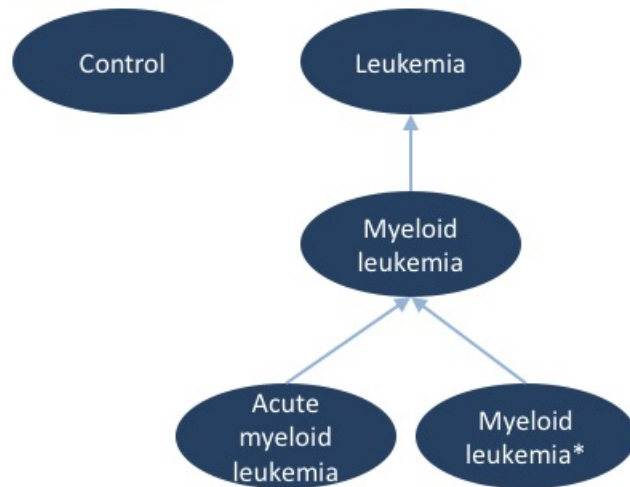 Control
Leukemia
Myeloid
leukemia
Acute
myeloid
leukemia
Myeloid
leukemia*